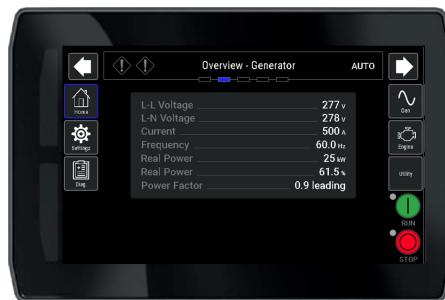 Overview - Generator
AUTO
Home
Settings
Diag.
L-L Voltage 277 V
L-N Voltage 278 V
Current 500 A
Frequency 60.0 Hz
Real Power 25 kW
Real Power 61.5 %
Power Factor 0.9 leading
Gen
Engine
Utility
RUN
STOP